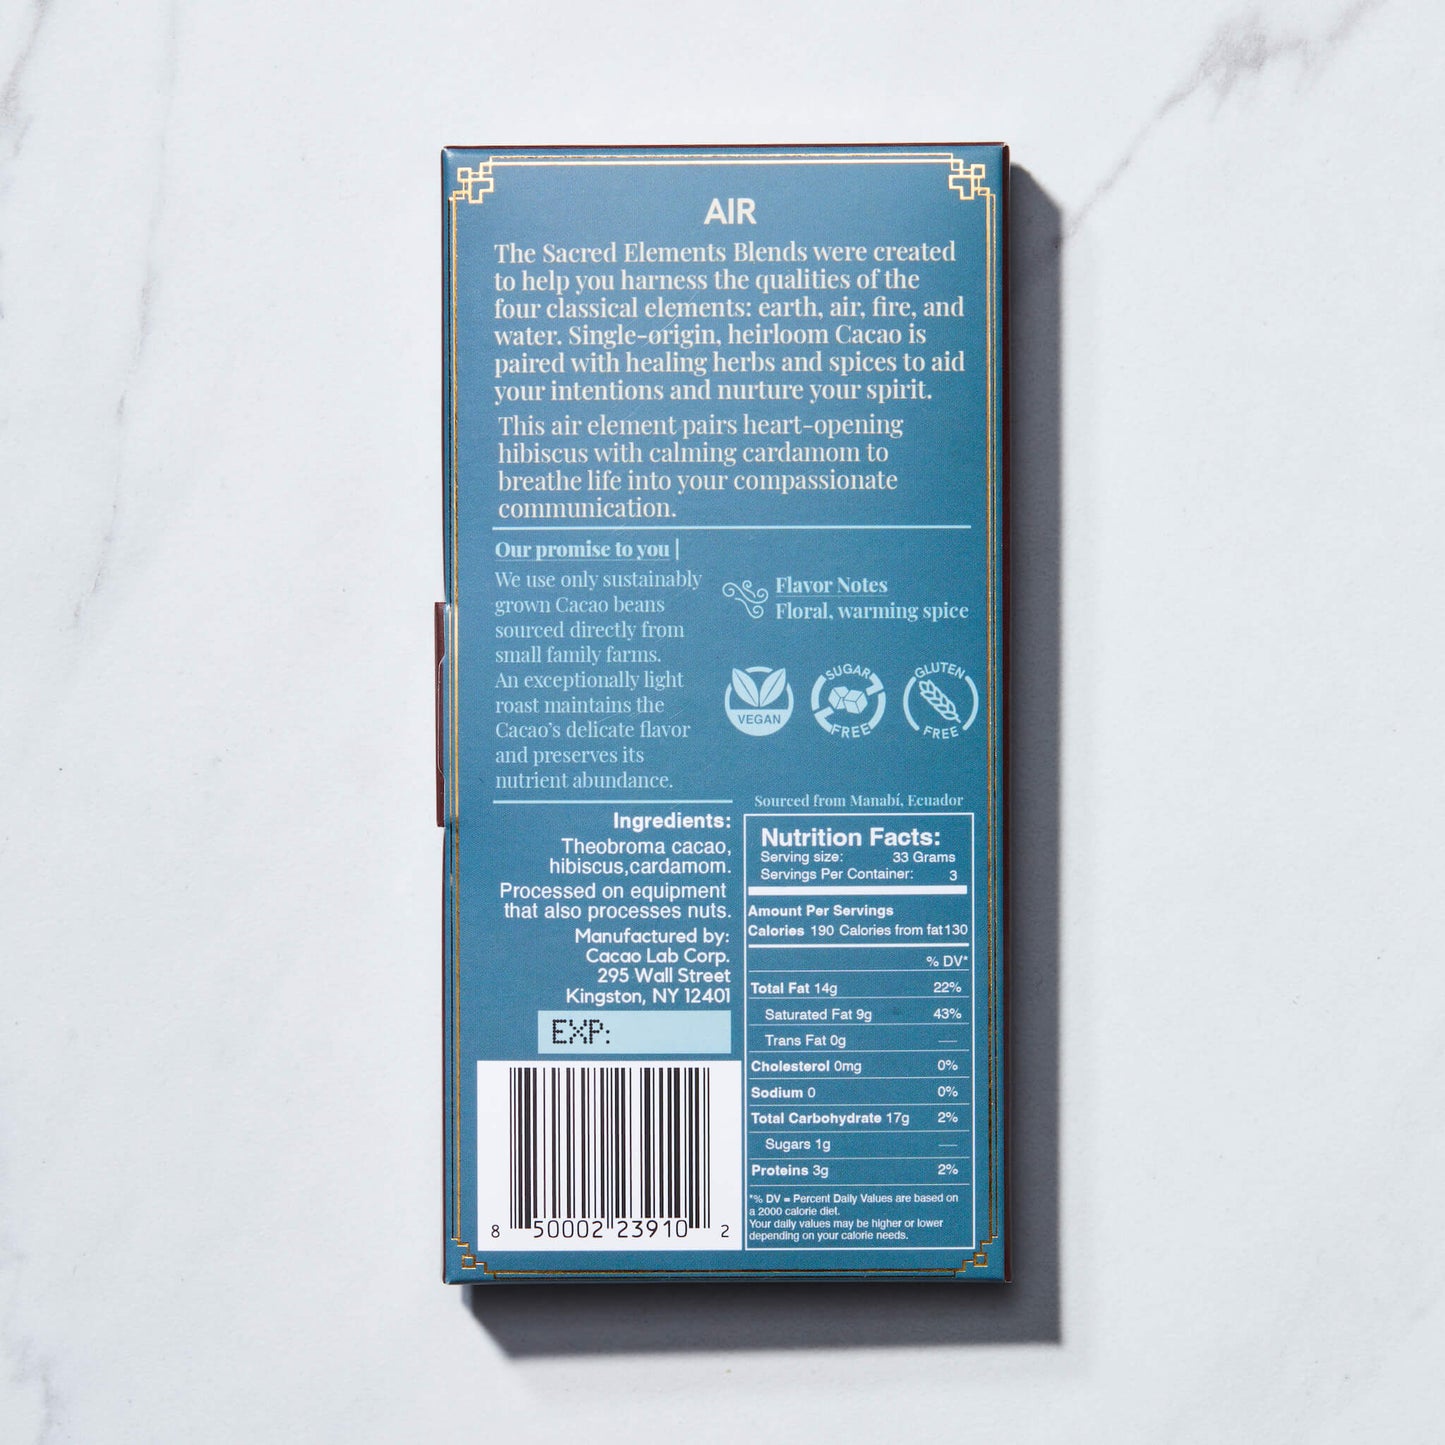 AIR
The Sacred Elements Blends were created
to help you harness the qualities of the
four classical elements: earth, air, fire, and
water. Single-origin, heirloom Cacao is
paired with healing herbs and spices to aid
your intentions and nurture your spirit.
This air element pairs heart-opening
hibiscus with calming cardamom to
breathe life into your compassionate
communication.
Our promise to you |
We use only sustainably
grown Cacao beans
sourced directly from
small family farms.
An exceptionally light
roast maintains the
Cacao's delicate flavor
and preserves its
nutrient abundance.
Flavor Notes
Floral, warming spice
VEGAN
SUGAR
FREE
GLUTEN
FREE
Sourced from Manabí, Ecuador
Ingredients:
Theobroma cacao,
hibiscus,cardamom.
Processed on equipment
that also processes nuts.
Manufactured by:
Cacao Lab Corp.
295 Wall Street
Kingston, NY 12401
EXP:
8 50002 23910 2
Nutrition Facts:
Serving size: 33 Grams
Servings Per Container: 3
Amount Per Servings
Calories 190 Calories from fat130
% DV*
Total Fat 14g 22%
Saturated Fat 9g 43%
Trans Fat 0g —
Cholesterol 0mg 0%
Sodium 0 0%
Total Carbohydrate 17g 2%
Sugars 1g —
Proteins 3g 2%
*% DV = Percent Daily Values are based on
a 2000 calorie diet.
Your daily values may be higher or lower
depending on your calorie needs.